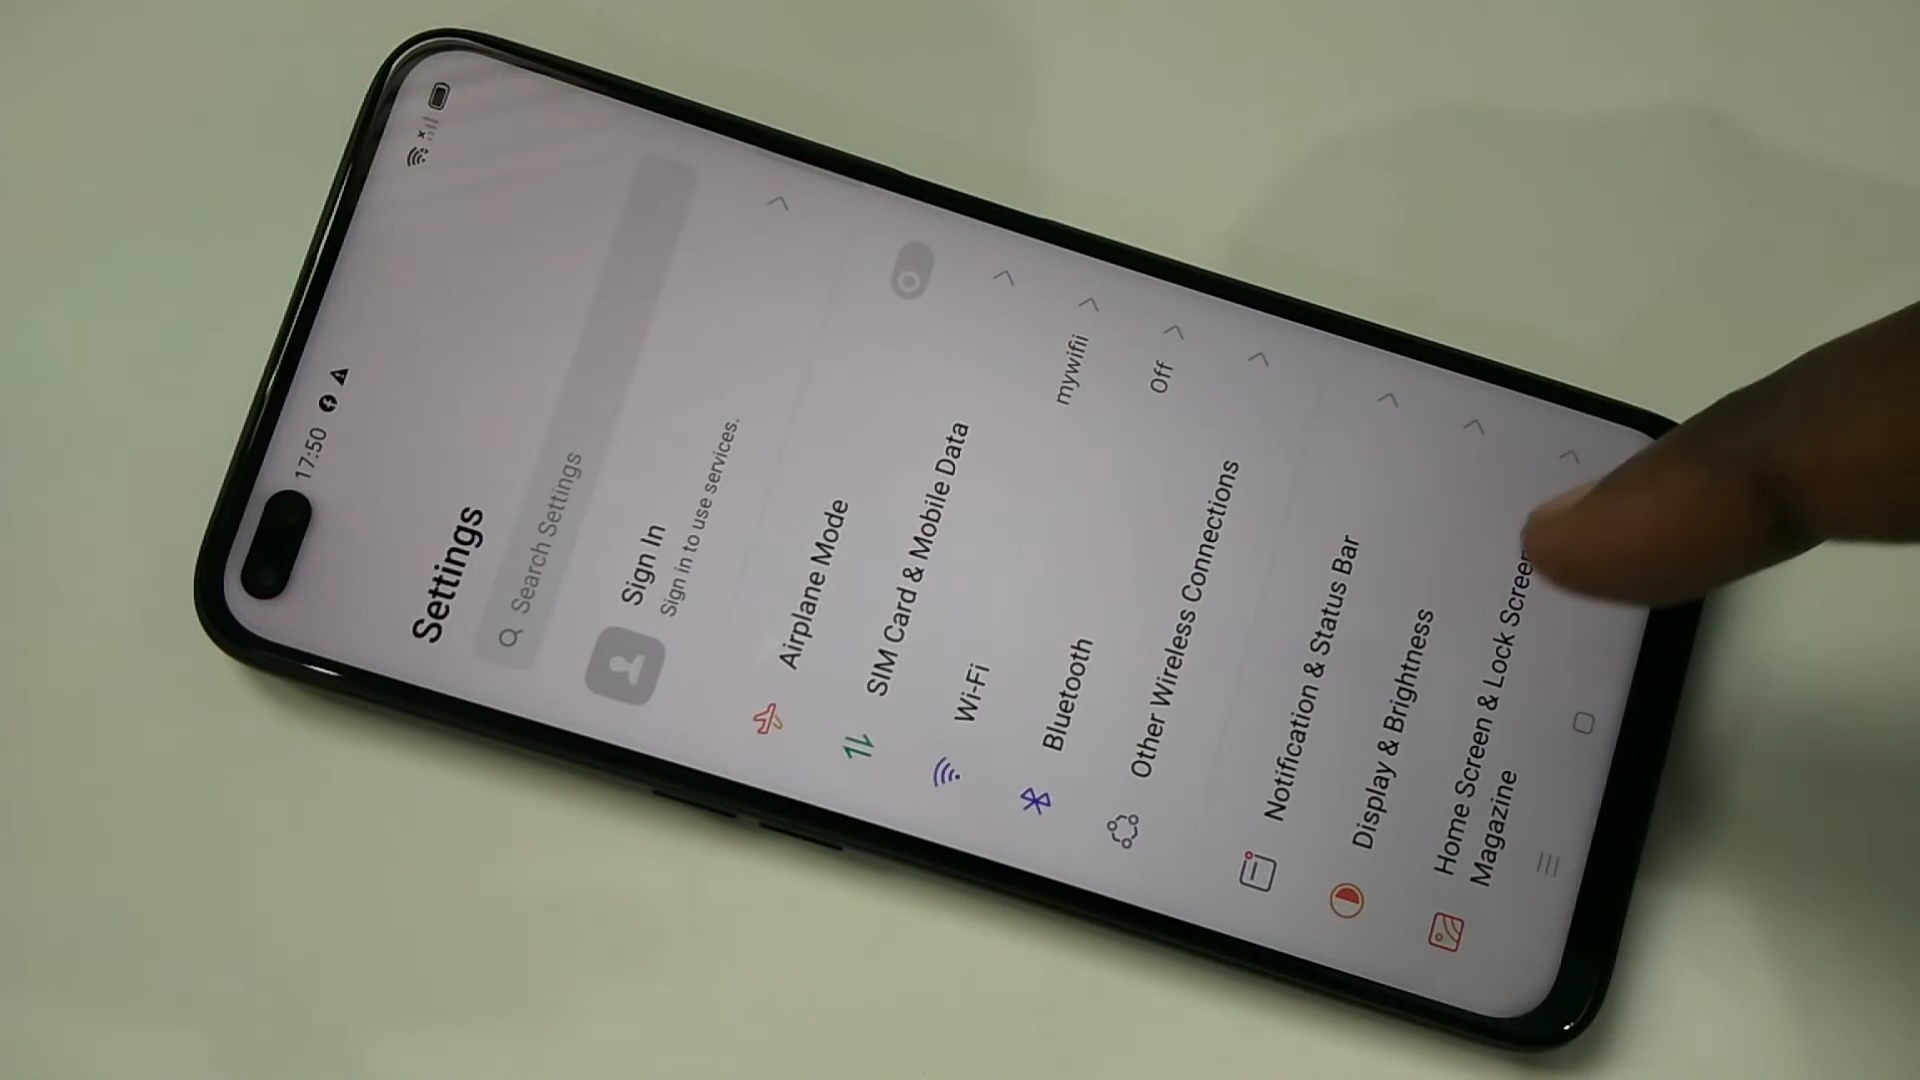 17:50
Settings
Search Settings
Sign In
Sign in to use services.
Airplane Mode
SIM Card & Mobile Data
Wi-Fi
mywifii
Bluetooth
Off
Other Wireless Connections
Notification & Status Bar
Display & Brightness
Home Screen & Lock Screen
Magazine